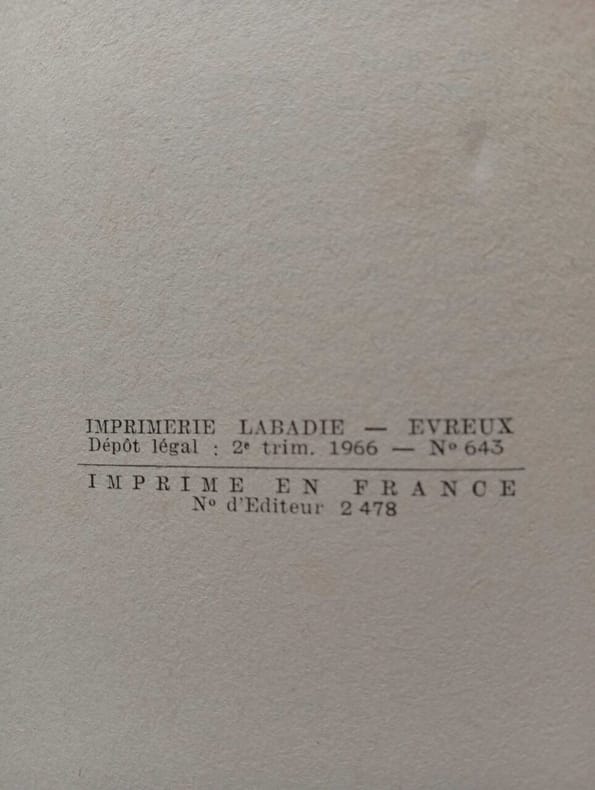 IMPRIMERIE LABADIE — EVREUX
Dépôt légal : 2e trim. 1966 — No 643
IMPRIME EN FRANCE
No d'Editeur 2 478